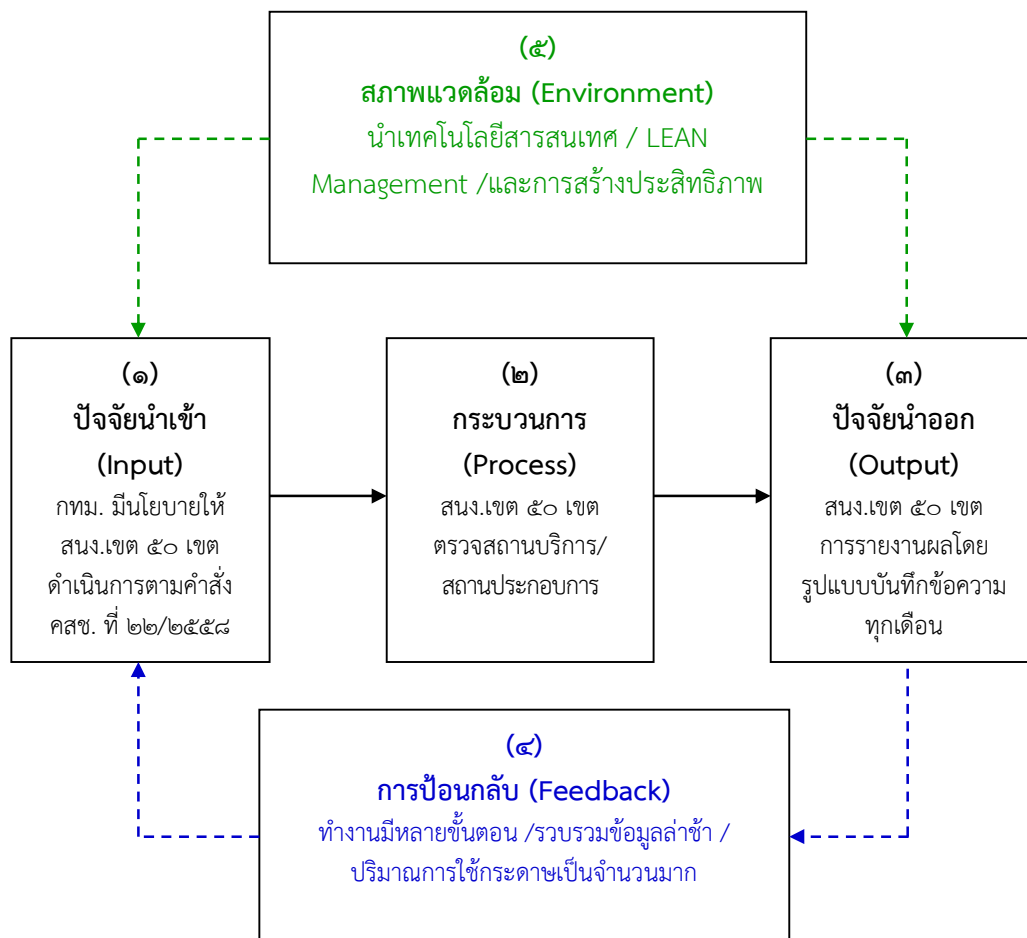 (๕)
สภาพแวดล้อม (Environment)
นำเทคโนโลยีสารสนเทศ / LEAN
Management /และการสร้างประสิทธิภาพ
(๑)
ปัจจัยนำเข้า
(Input)
กทม. มีนโยบายให้
สนง.เขต ๕๐ เขต
ดำเนินการตามคำสั่ง
คสช. ที่ ๒๒/๒๕๕๘
(๒)
กระบวนการ
(Process)
สนง.เขต ๕๐ เขต
ตรวจสถานบริการ/
สถานประกอบการ
(๓)
ปัจจัยนำออก
(Output)
สนง.เขต ๕๐ เขต
การรายงานผลโดย
รูปแบบบันทึกข้อความ
ทุกเดือน
(๔)
การป้อนกลับ (Feedback)
ทำงานมีหลายขั้นตอน /รวบรวมข้อมูลล่าช้า /
ปริมาณการใช้กระดาษเป็นจำนวนมาก